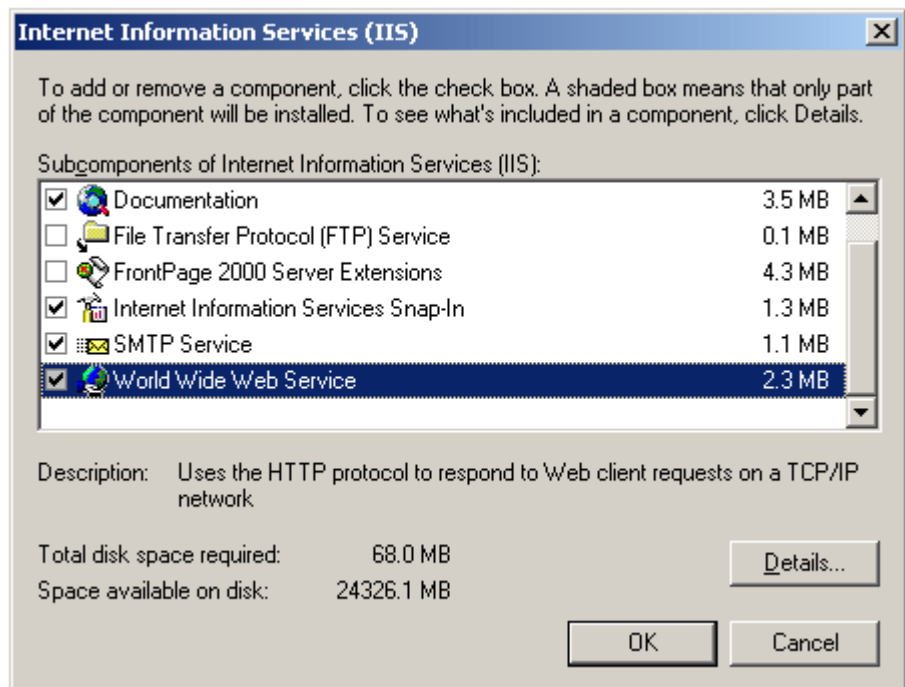 Internet Information Services (IIS)
To add or remove a component, click the check box. A shaded box means that only part
of the component will be installed. To see what's included in a component, click Details.
Subcomponents of Internet Information Services (IIS):
Documentation 3.5 MB
File Transfer Protocol (FTP) Service 0.1 MB
FrontPage 2000 Server Extensions 4.3 MB
Internet Information Services Snap-In 1.3 MB
SMTP Service 1.1 MB
World Wide Web Service 2.3 MB
Description: Uses the HTTP protocol to respond to Web client requests on a TCP/IP
network
Total disk space required: 68.0 MB
Details...
Space available on disk: 24326.1 MB
OK Cancel